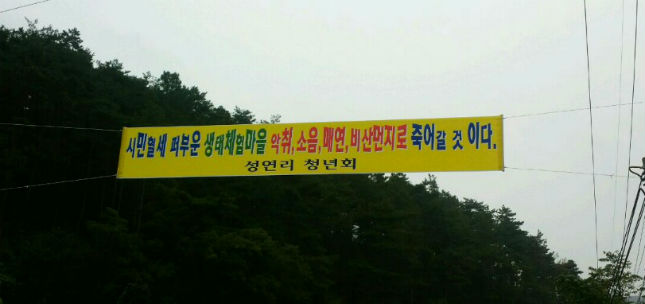 시민혈세 퍼부운 생태체험마을 악취,소음,매연,비산먼지로 죽어갈 것 이다.
성연리 청년회